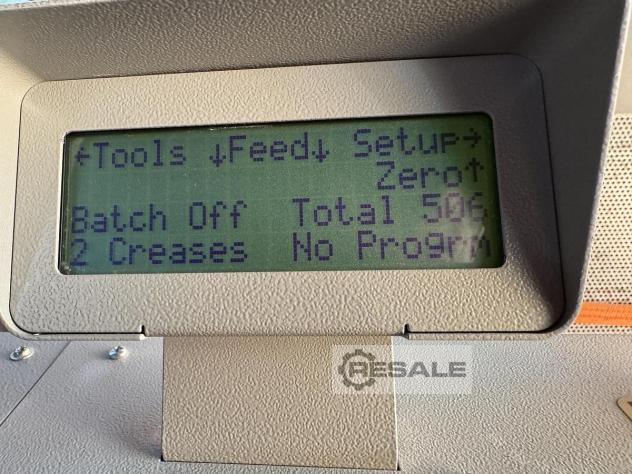 ←Tools ↓Feed↓ Setup→
Zero↑
Batch Off Total 506
2 Creases No Progrm
RESALE